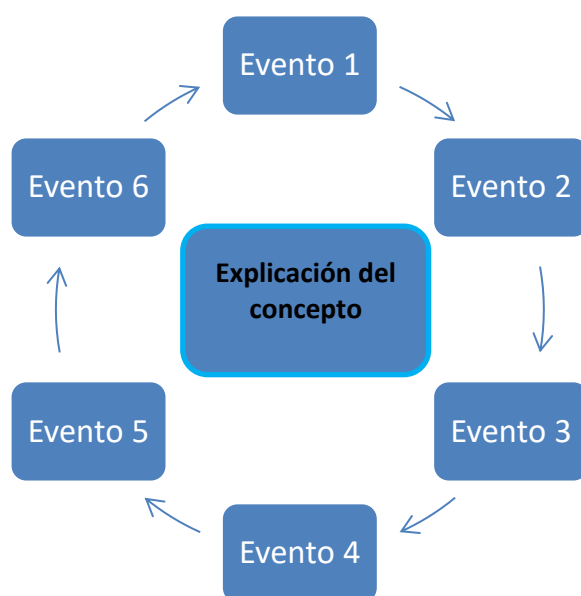 Evento 1
Evento 2
Evento 3
Evento 4
Evento 5
Evento 6
Explicación del
concepto